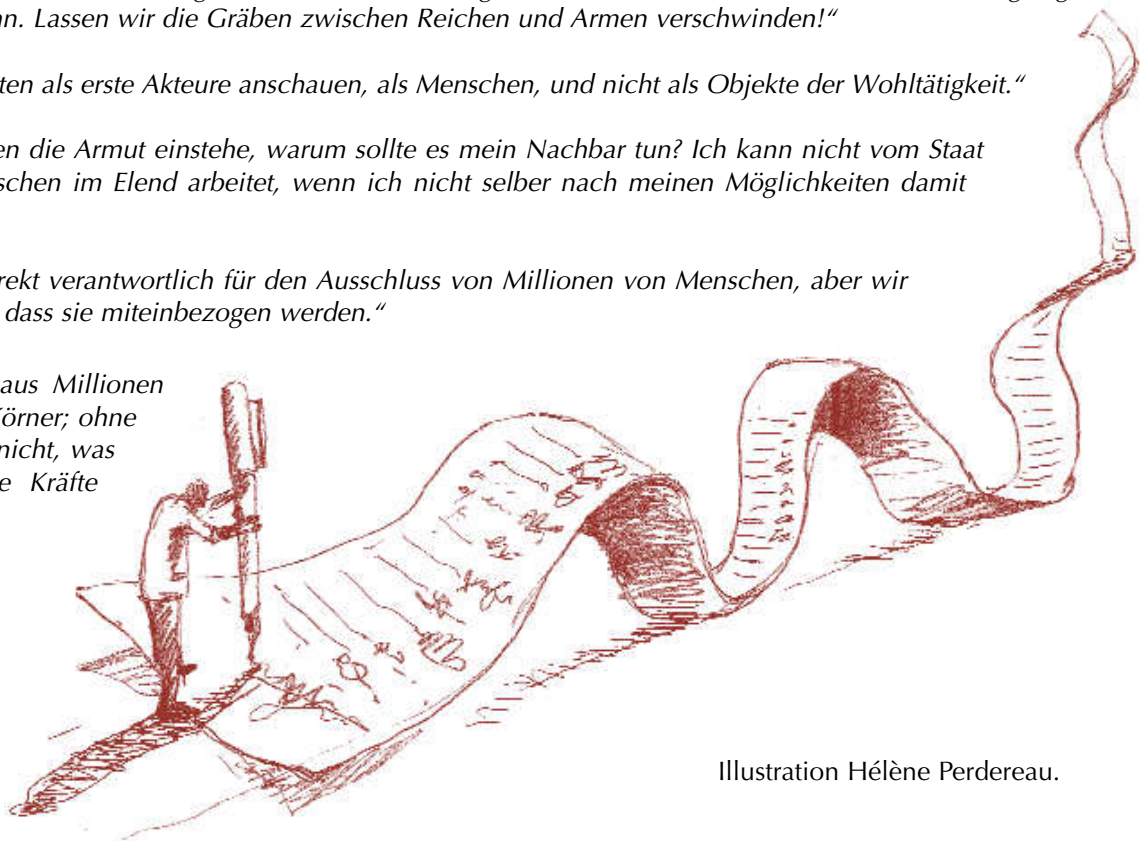 nn. Lassen wir die Gräben zwischen Reichen und Armen verschwinden!“
ten als erste Akteure anschauen, als Menschen, und nicht als Objekte der Wohltätigkeit.“
en die Armut einstehe, warum sollte es mein Nachbar tun? Ich kann nicht vom Staat
schen im Elend arbeitet, wenn ich nicht selber nach meinen Möglichkeiten damit
rekt verantwortlich für den Ausschluss von Millionen von Menschen, aber wir
dass sie miteinbezogen werden.“
aus Millionen
örner; ohne
nicht, was
e Kräfte
Illustration Hélène Perdereau.